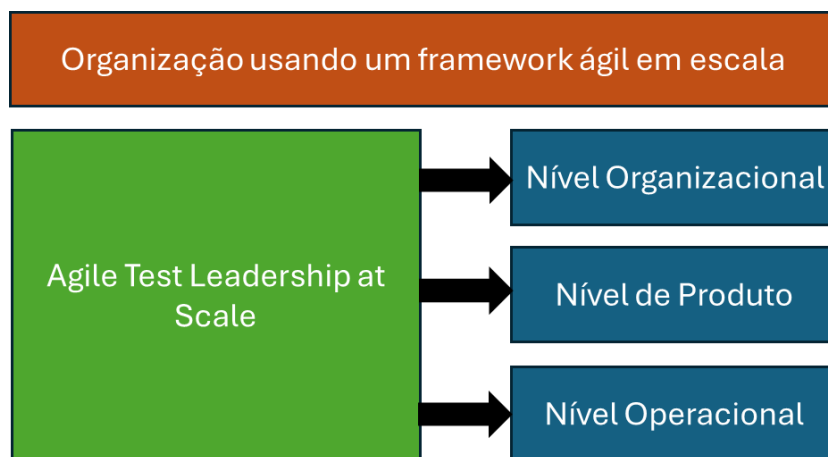 Organização usando um framework ágil em escala
Agile Test Leadership at
Scale
Nível Organizacional
Nível de Produto
Nível Operacional